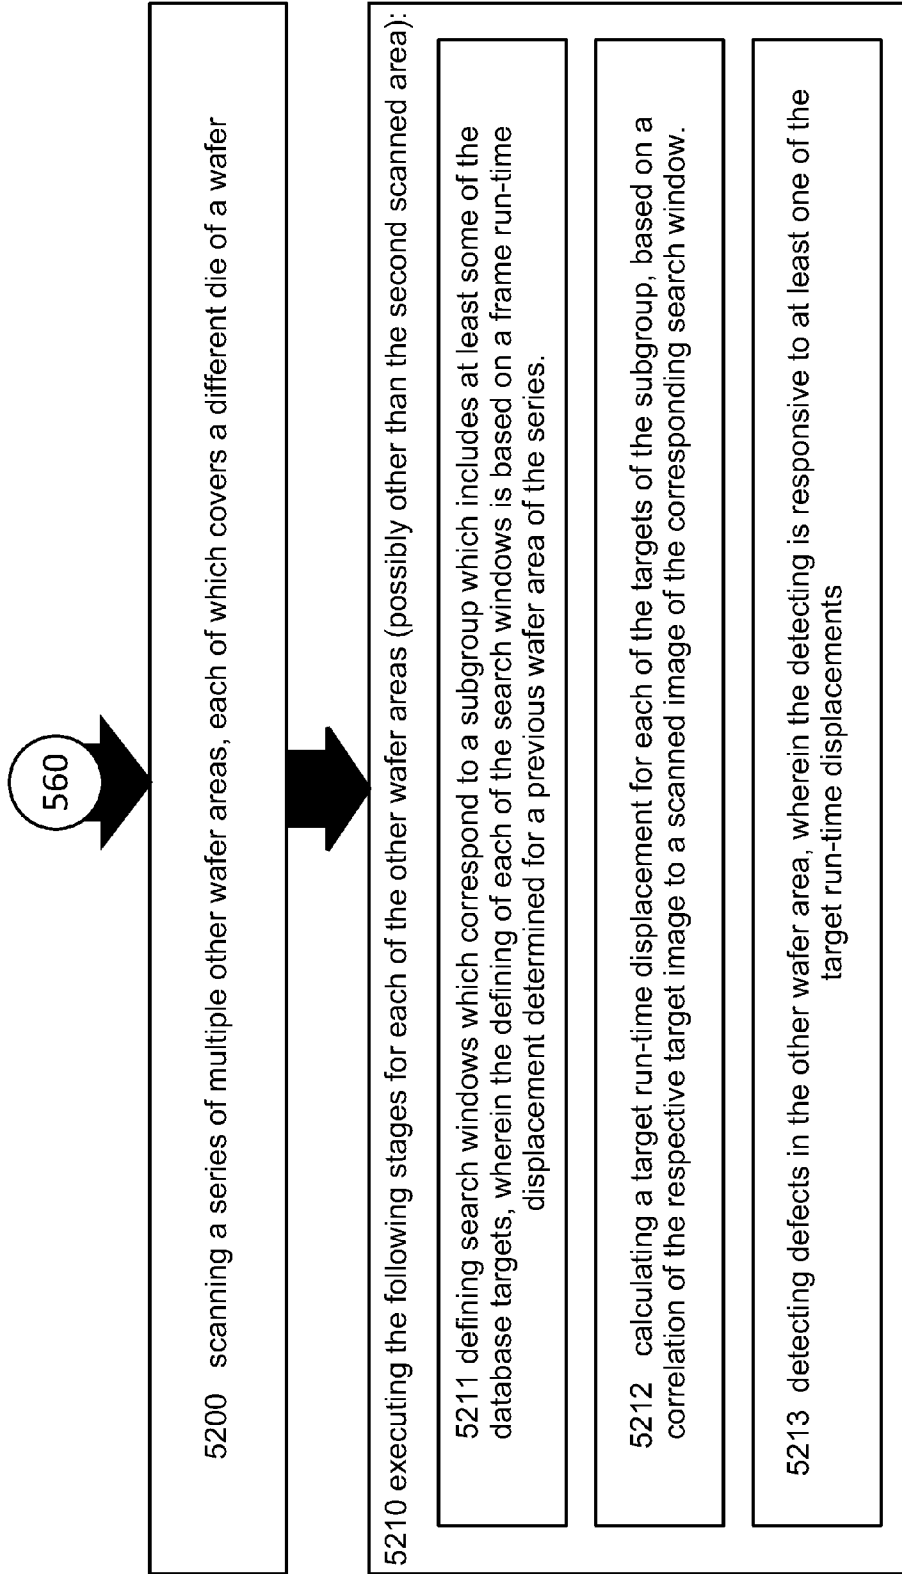 560
5200 scanning a series of multiple other wafer areas, each of which covers a different die of a wafer
5210 executing the following stages for each of the other wafer areas (possibly other than the second scanned area):
5211 defining search windows which correspond to a subgroup which includes at least some of the
database targets, wherein the defining of each of the search windows is based on a frame run-time
displacement determined for a previous wafer area of the series.
5212 calculating a target run-time displacement for each of the targets of the subgroup, based on a
correlation of the respective target image to a scanned image of the corresponding search window.
5213 detecting defects in the other wafer area, wherein the detecting is responsive to at least one of the
target run-time displacements